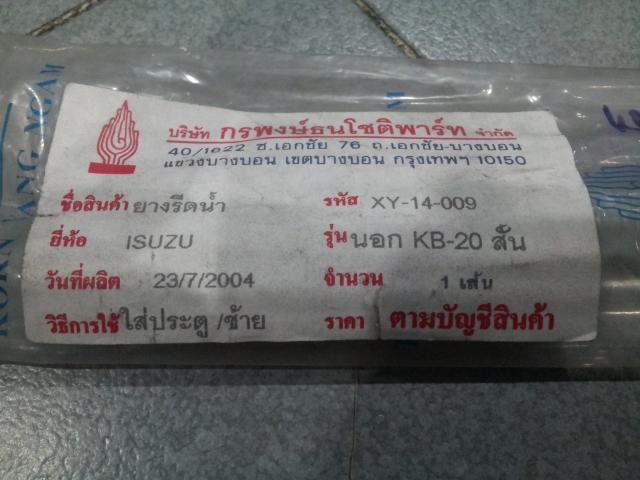 บริษัท กรพงษ์ธนโชติพาร์ท จำกัด
40/1622 ซ.เอกชัย 76 ถ.เอกชัย-บางบอน
แขวงบางบอน เขตบางบอน กรุงเทพฯ 10150
ชื่อสินค้า ยางรีดน้ำ รหัส XY-14-009
ยี่ห้อ ISUZU รุ่น นอก KB-20 สั้น
วันที่ผลิต 23/7/2004 จำนวน 1 เส้น
วิธีการใช้ ใส่ประตู /ซ้าย ราคา ตามบัญชีสินค้า